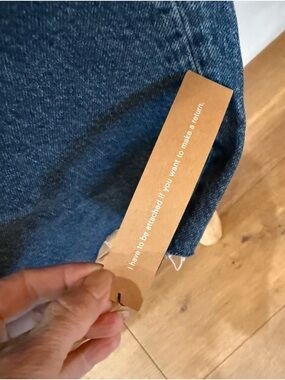 I have to be attached if you want to make a return.